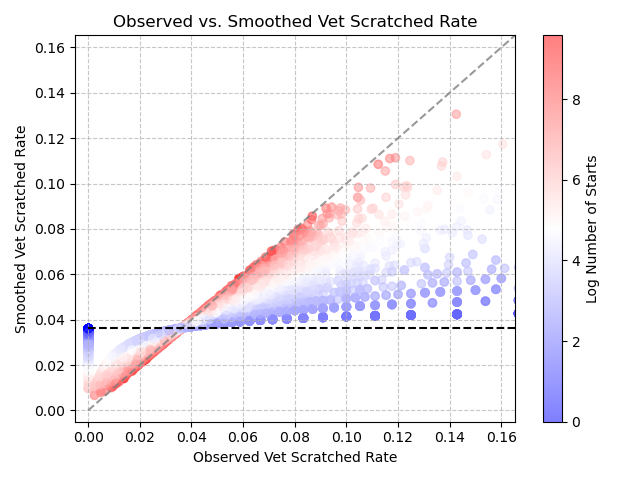 Observed vs. Smoothed Vet Scratched Rate
0.16
0.14
0.12
0.10
0.08
0.06
0.04
0.02
0.00
Smoothed Vet Scratched Rate
0.00 0.02 0.04 0.06 0.08 0.10 0.12 0.14 0.16
Observed Vet Scratched Rate
8
6
4
2
0
Log Number of Starts